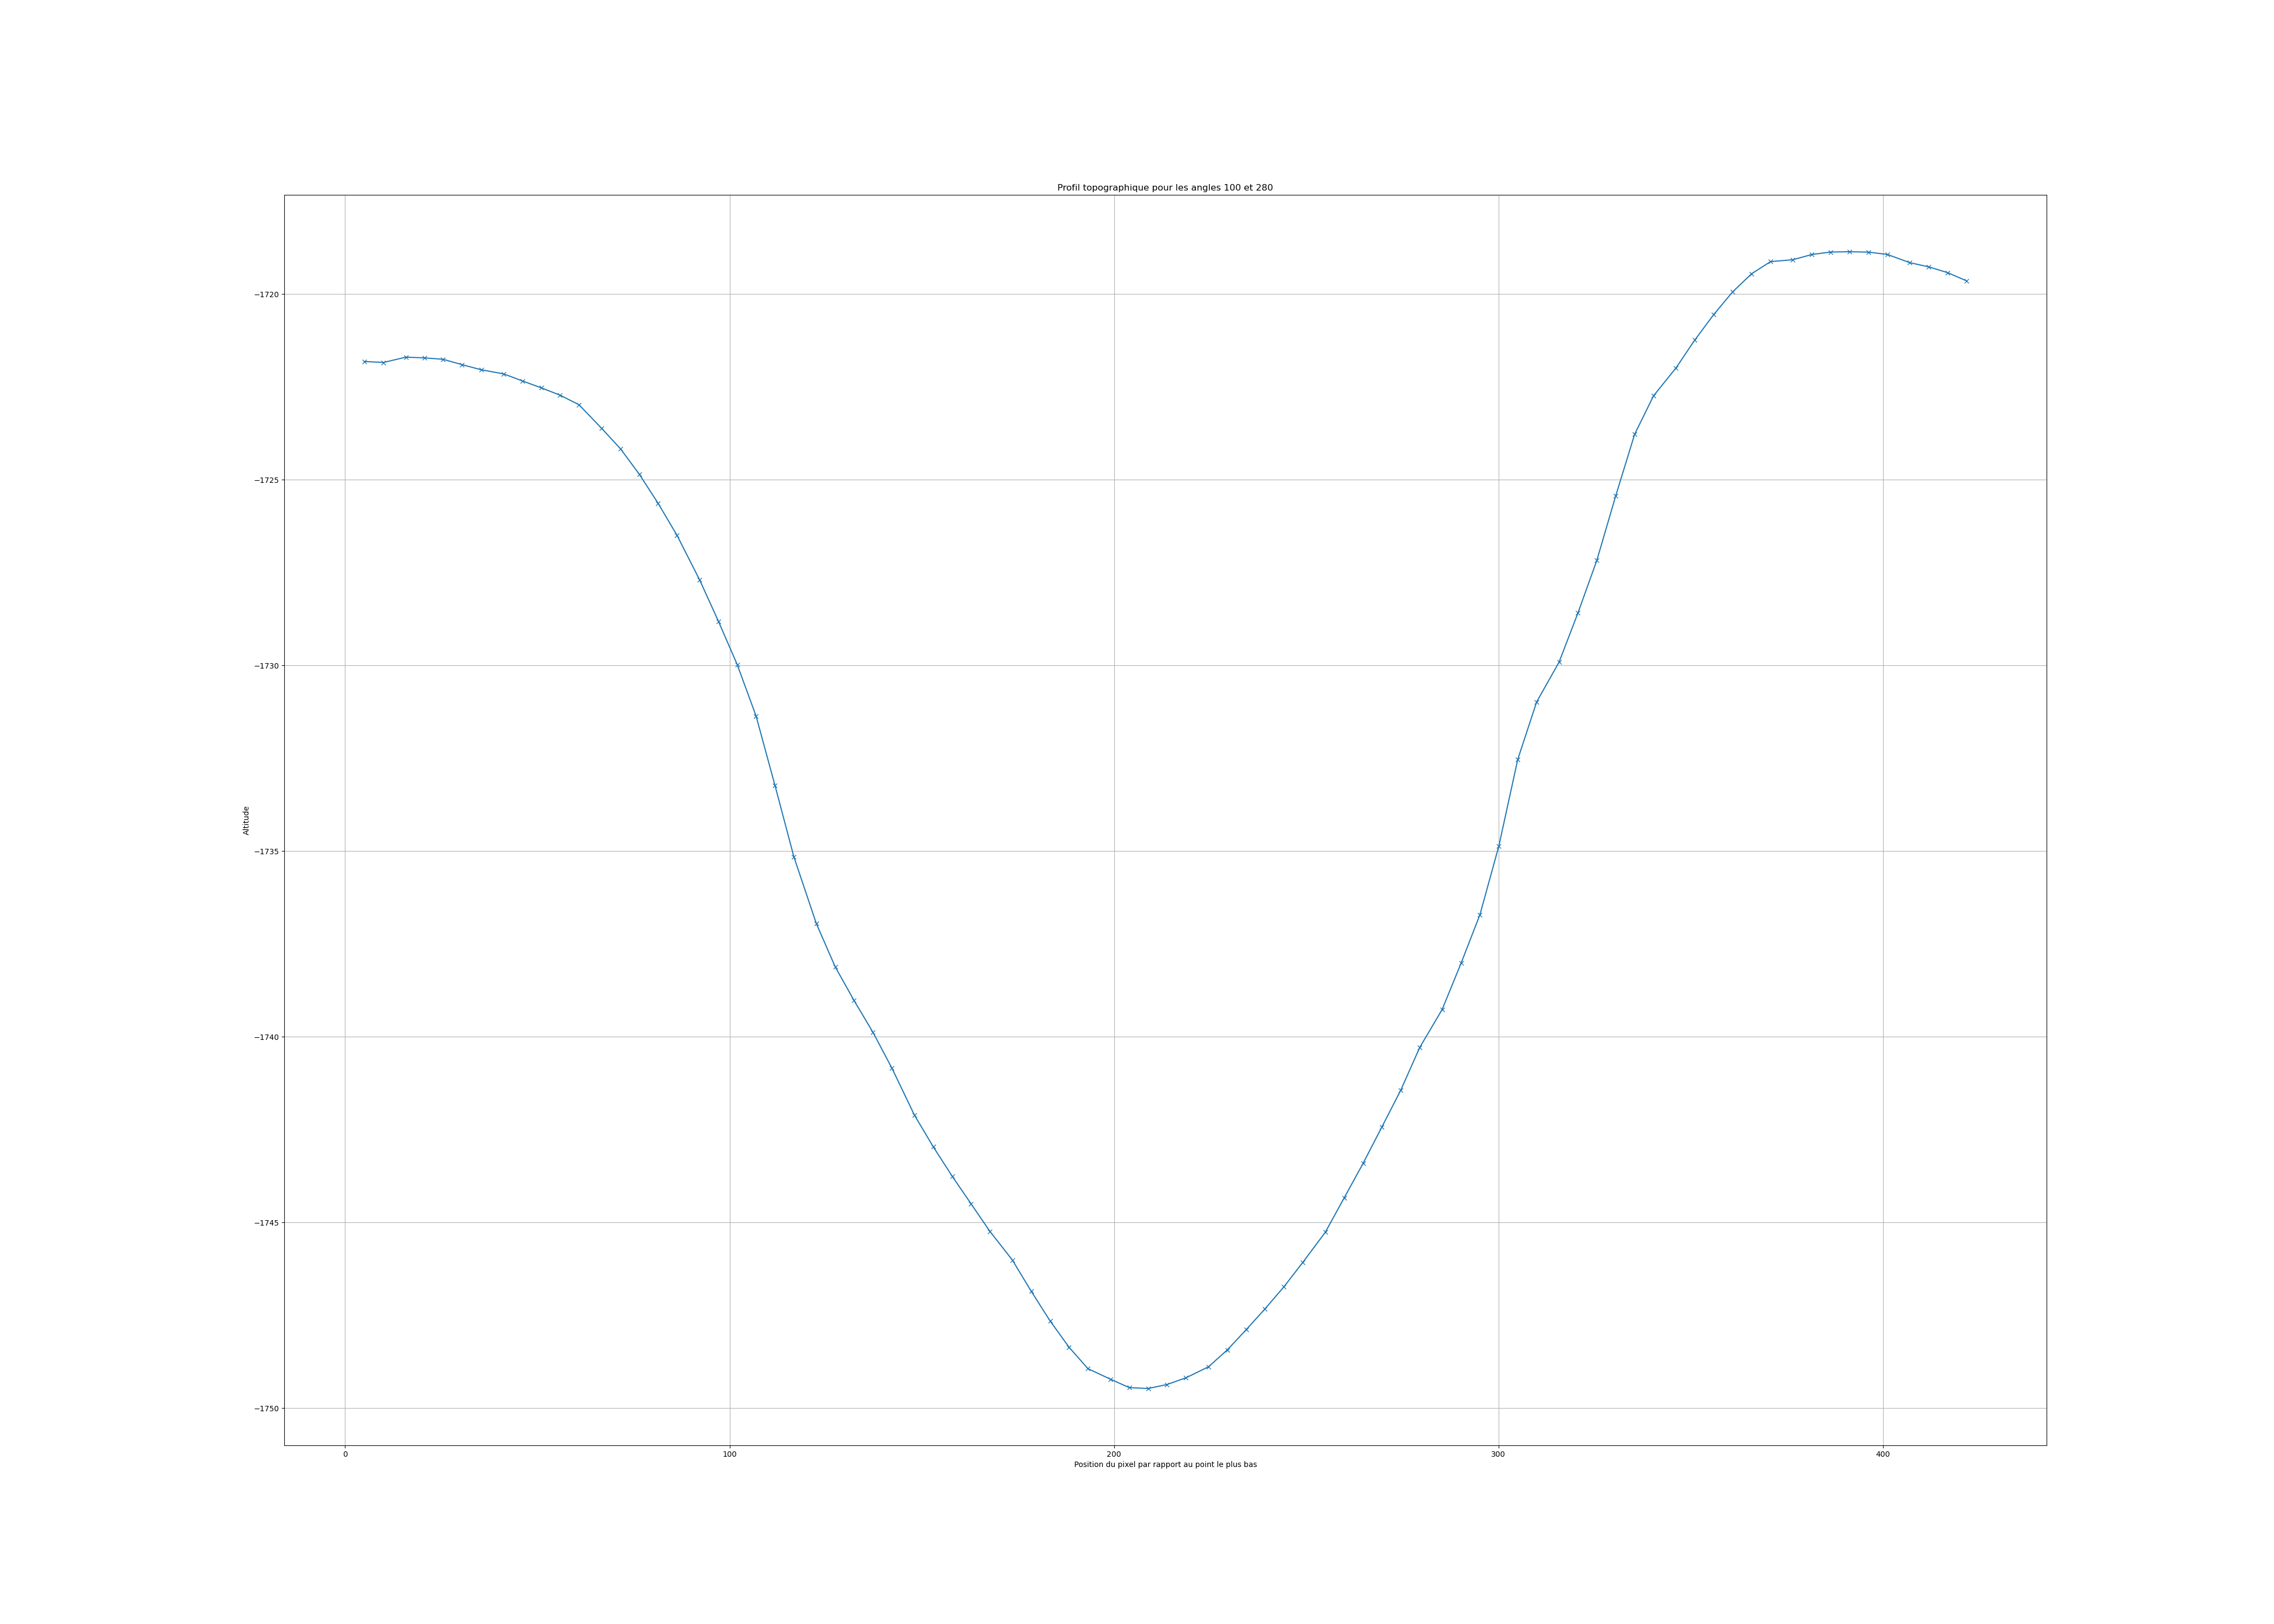 Profil topographique pour les angles 100 et 280
−1720
−1725
−1730
−1735
−1740
−1745
−1750
Altitude
0 100 200 300 400
Position du pixel par rapport au point le plus bas